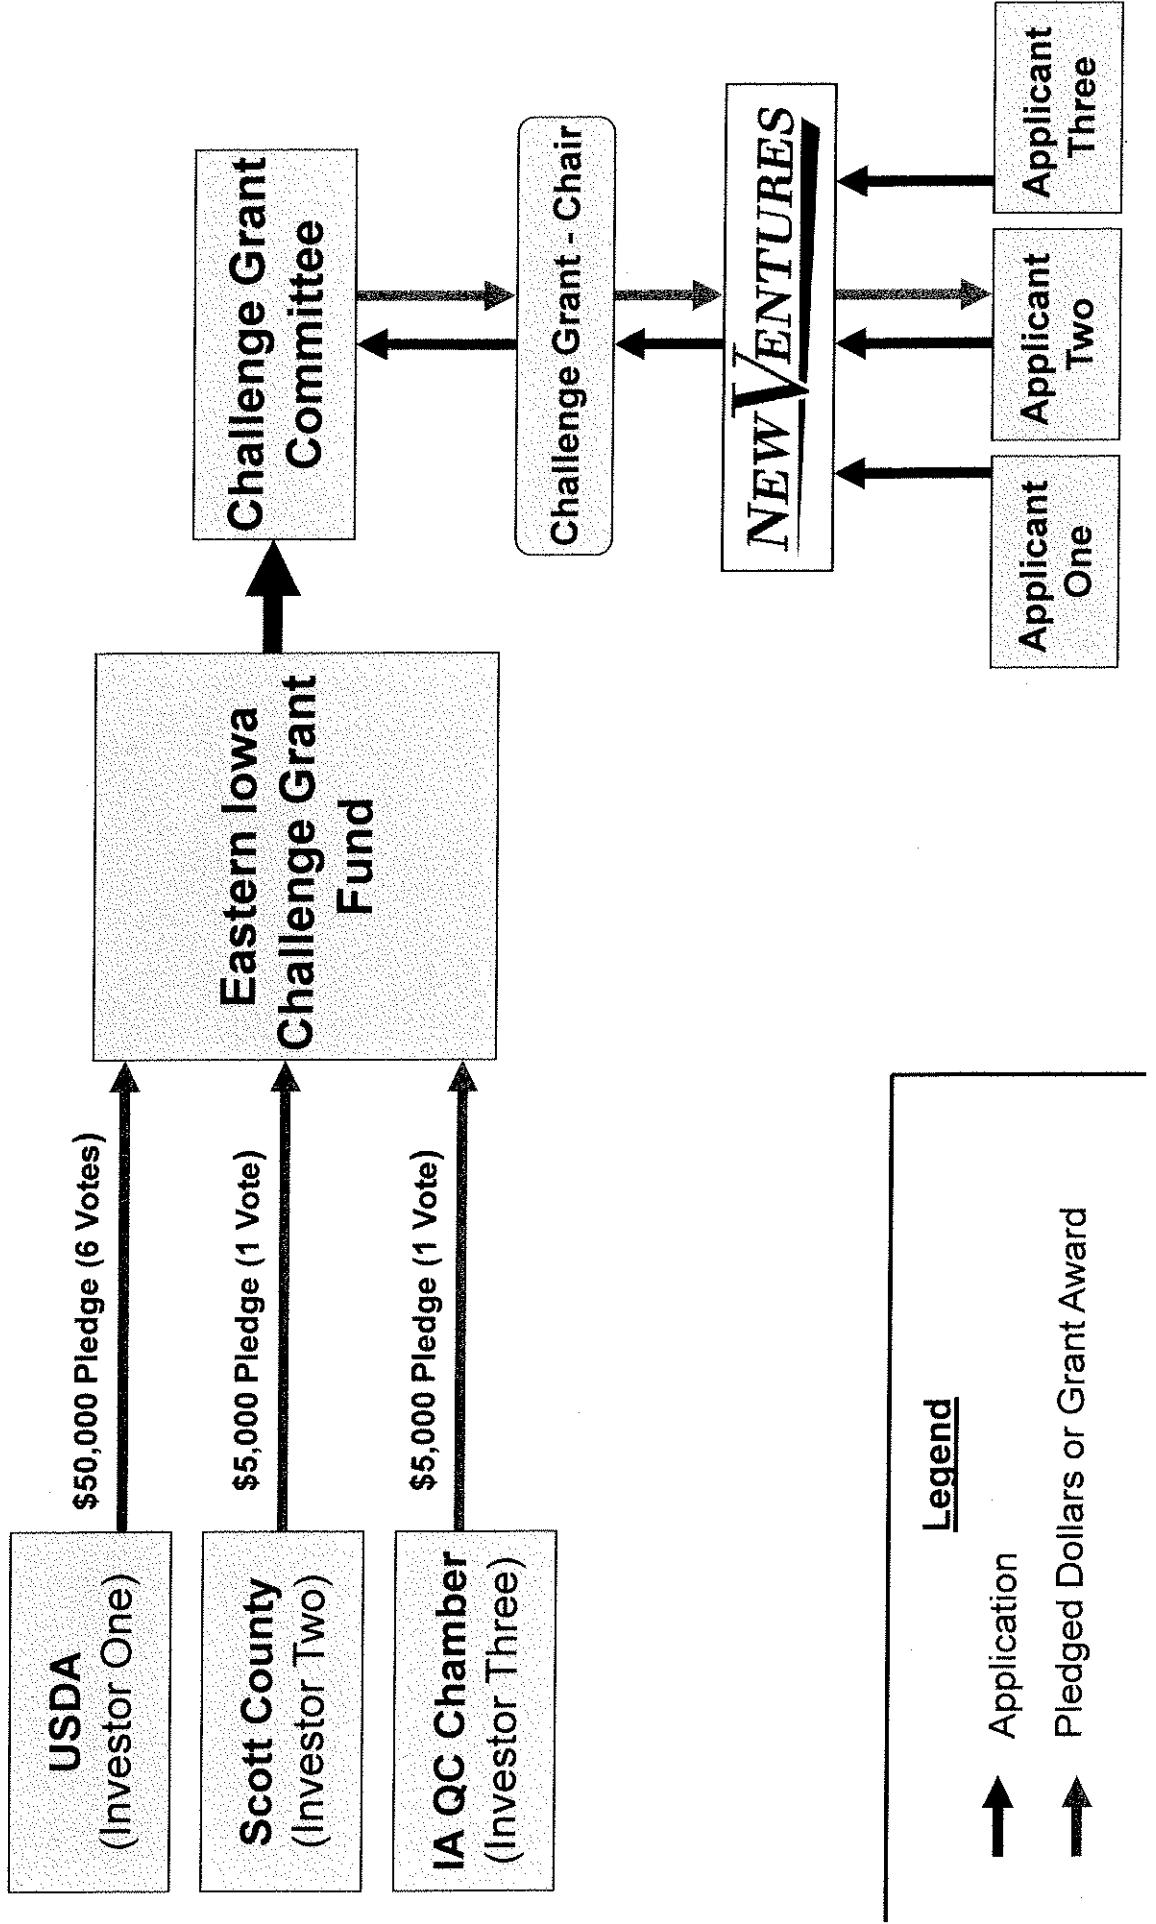 USDA
(Investor One)
$50,000 Pledge (6 Votes)
Scott County
(Investor Two)
$5,000 Pledge (1 Vote)
IA QC Chamber
(Investor Three)
$5,000 Pledge (1 Vote)
Eastern Iowa
Challenge Grant
Fund
Challenge Grant
Committee
Challenge Grant - Chair
NEW VENTURES
Applicant
One
Applicant
Two
Applicant
Three
Legend
Application
Pledged Dollars or Grant Award